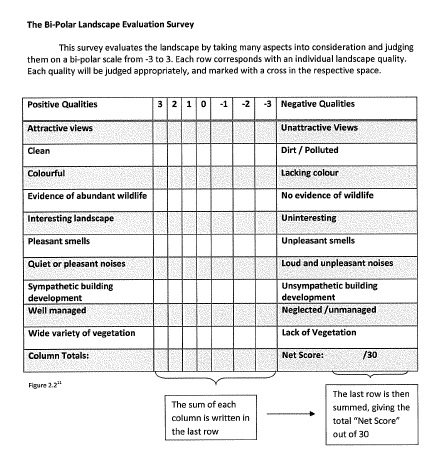 The Bi-Polar Landscape Evaluation Survey
This survey evaluates the landscape by taking many aspects into consideration and judging
them on a bi-polar scale from -3 to 3. Each row corresponds with an individual landscape quality.
Each quality will be judged appropriately, and marked with a cross in the respective space.
Positive Qualities 3 2 1 0 -1 -2 -3 Negative Qualities
Attractive views Unattractive Views
Clean Dirt / Polluted
Colourful Lacking colour
Evidence of abundant wildlife No evidence of wildlife
Interesting landscape Uninteresting
Pleasant smells Unpleasant smells
Quiet or pleasant noises Loud and unpleasant noises
Sympathetic building Unsympathetic building
development development
Well managed Neglected /unmanaged
Wide variety of vegetation Lack of Vegetation
Column Totals: Net Score: /30
Figure 2.2²¹
The sum of each
column is written in
the last row
The last row is then
summed, giving the
total "Net Score"
out of 30